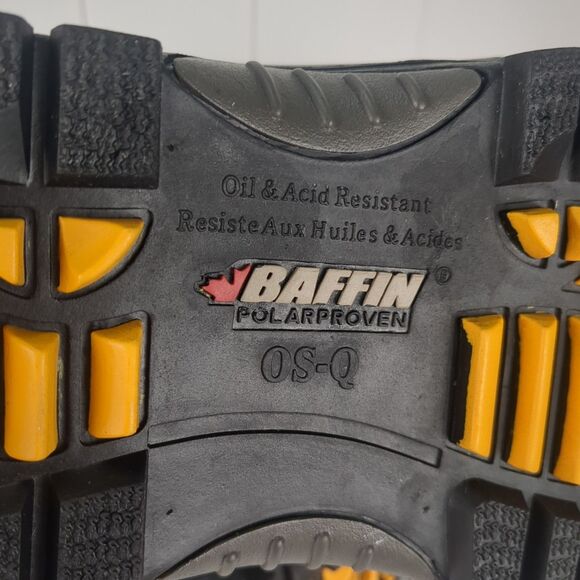 Oil & Acid Resistant
Resiste Aux Huiles & Acides
BAFFIN ®
POLARPROVEN
OS-Q